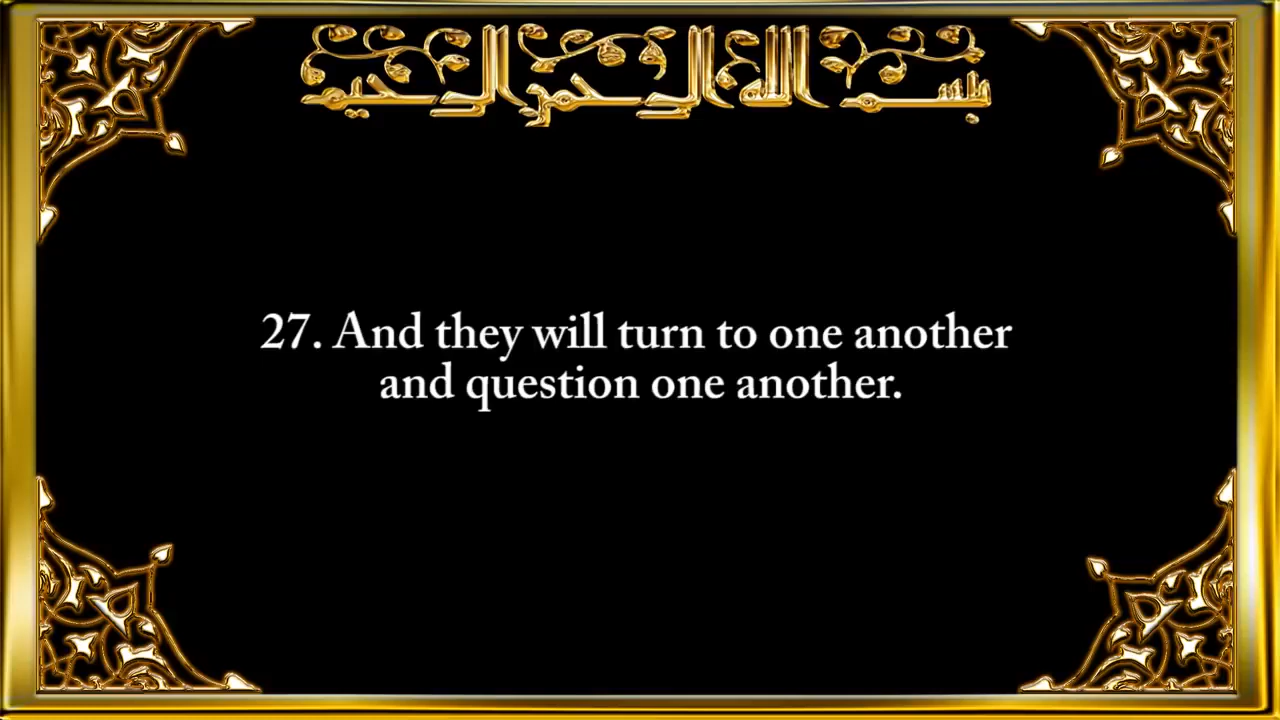 بسم الله الرحمن الرحيم
27. And they will turn to one another
and question one another.